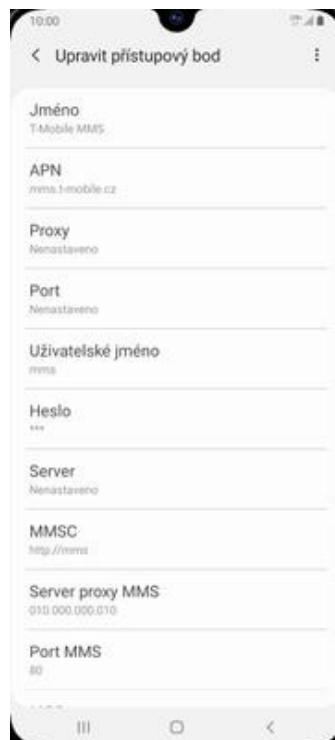 10:00
Upravit přístupový bod
Jméno
T-Mobile MMS
APN
mms.t-mobile.cz
Proxy
Nenastaveno
Port
Nenastaveno
Uživatelské jméno
mms
Heslo
***
Server
Nenastaveno
MMSC
http://mms
Server proxy MMS
010.000.000.010
Port MMS
80